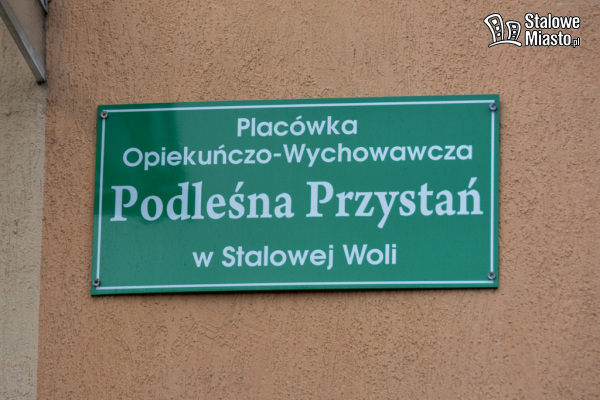 Stalowe
Miasto.pl
Placówka
Opiekuńczo-Wychowawcza
Podleśna Przystań
w Stalowej Woli